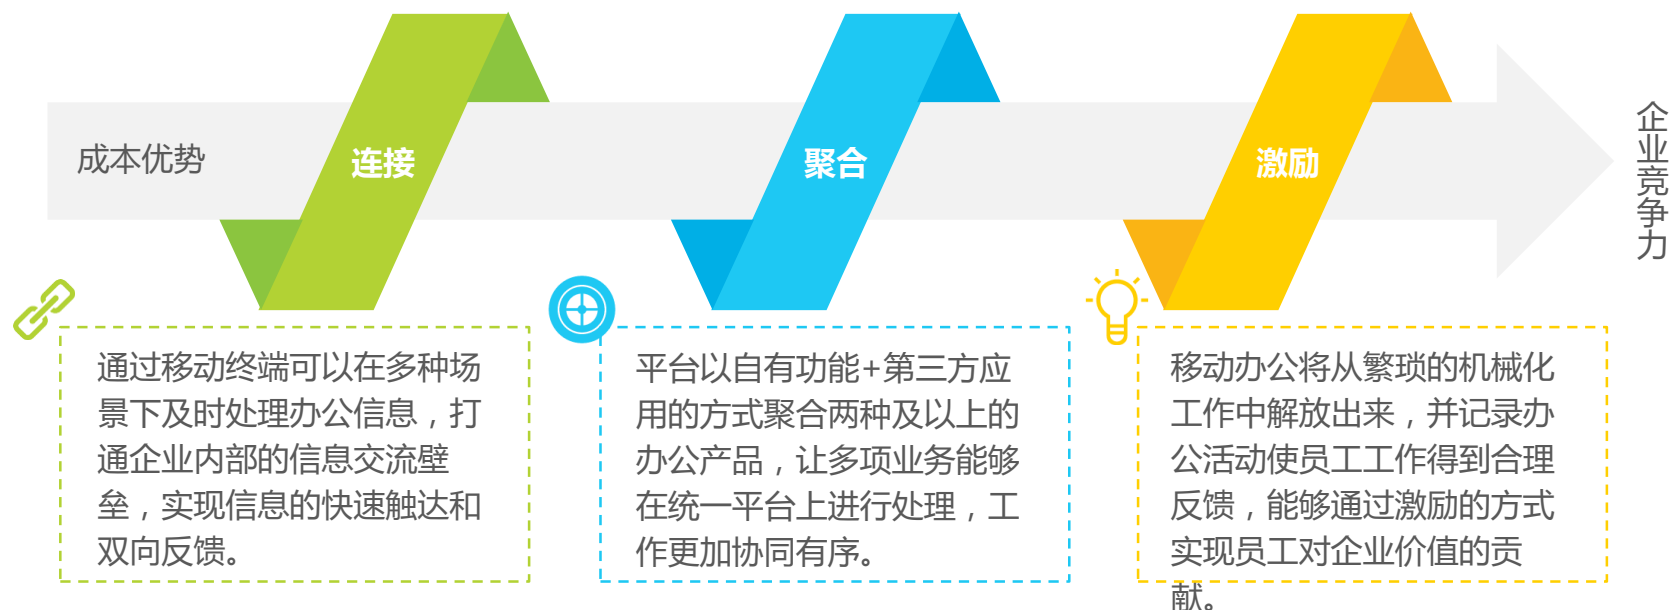 成本优势
连接
聚合
激励
企业竞争力
通过移动终端可以在多种场
景下及时处理办公信息，打
通企业内部的信息交流壁
垒，实现信息的快速触达和
双向反馈。
平台以自有功能+第三方应
用的方式聚合两种及以上的
办公产品，让多项业务能够
在统一平台上进行处理，工
作更加协同有序。
移动办公将从繁琐的机械化
工作中解放出来，并记录办
公活动使员工工作得到合理
反馈，能够通过激励的方式
实现员工对企业价值的贡
献。